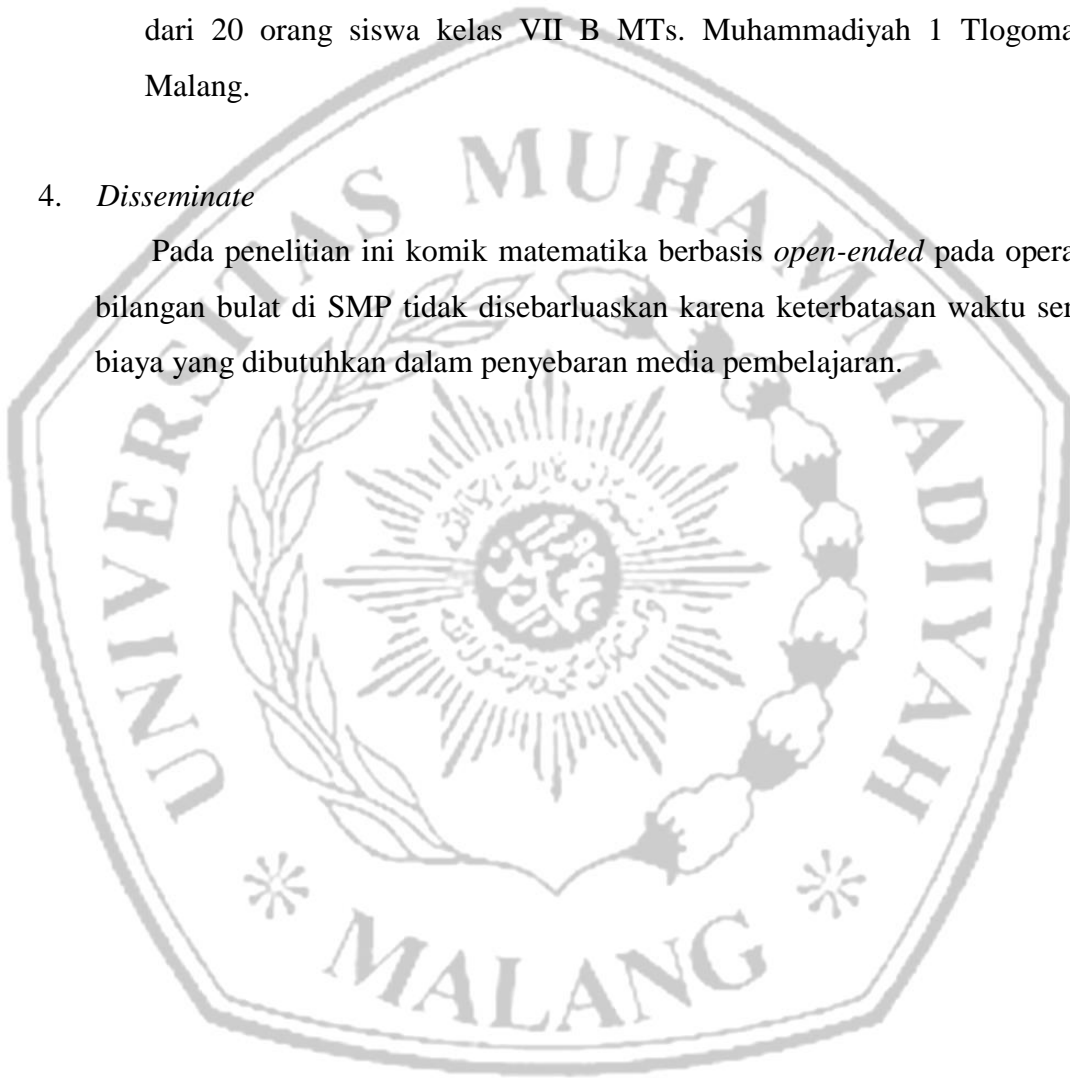 dari 20 orang siswa kelas VII B MTs. Muhammadiyah 1 Tlogoma
Malang.
4. Disseminate
Pada penelitian ini komik matematika berbasis open-ended pada opera
bilangan bulat di SMP tidak disebarluaskan karena keterbatasan waktu ser
biaya yang dibutuhkan dalam penyebaran media pembelajaran.
UNIVERSITAS MUHAMMADIYAH
MALANG